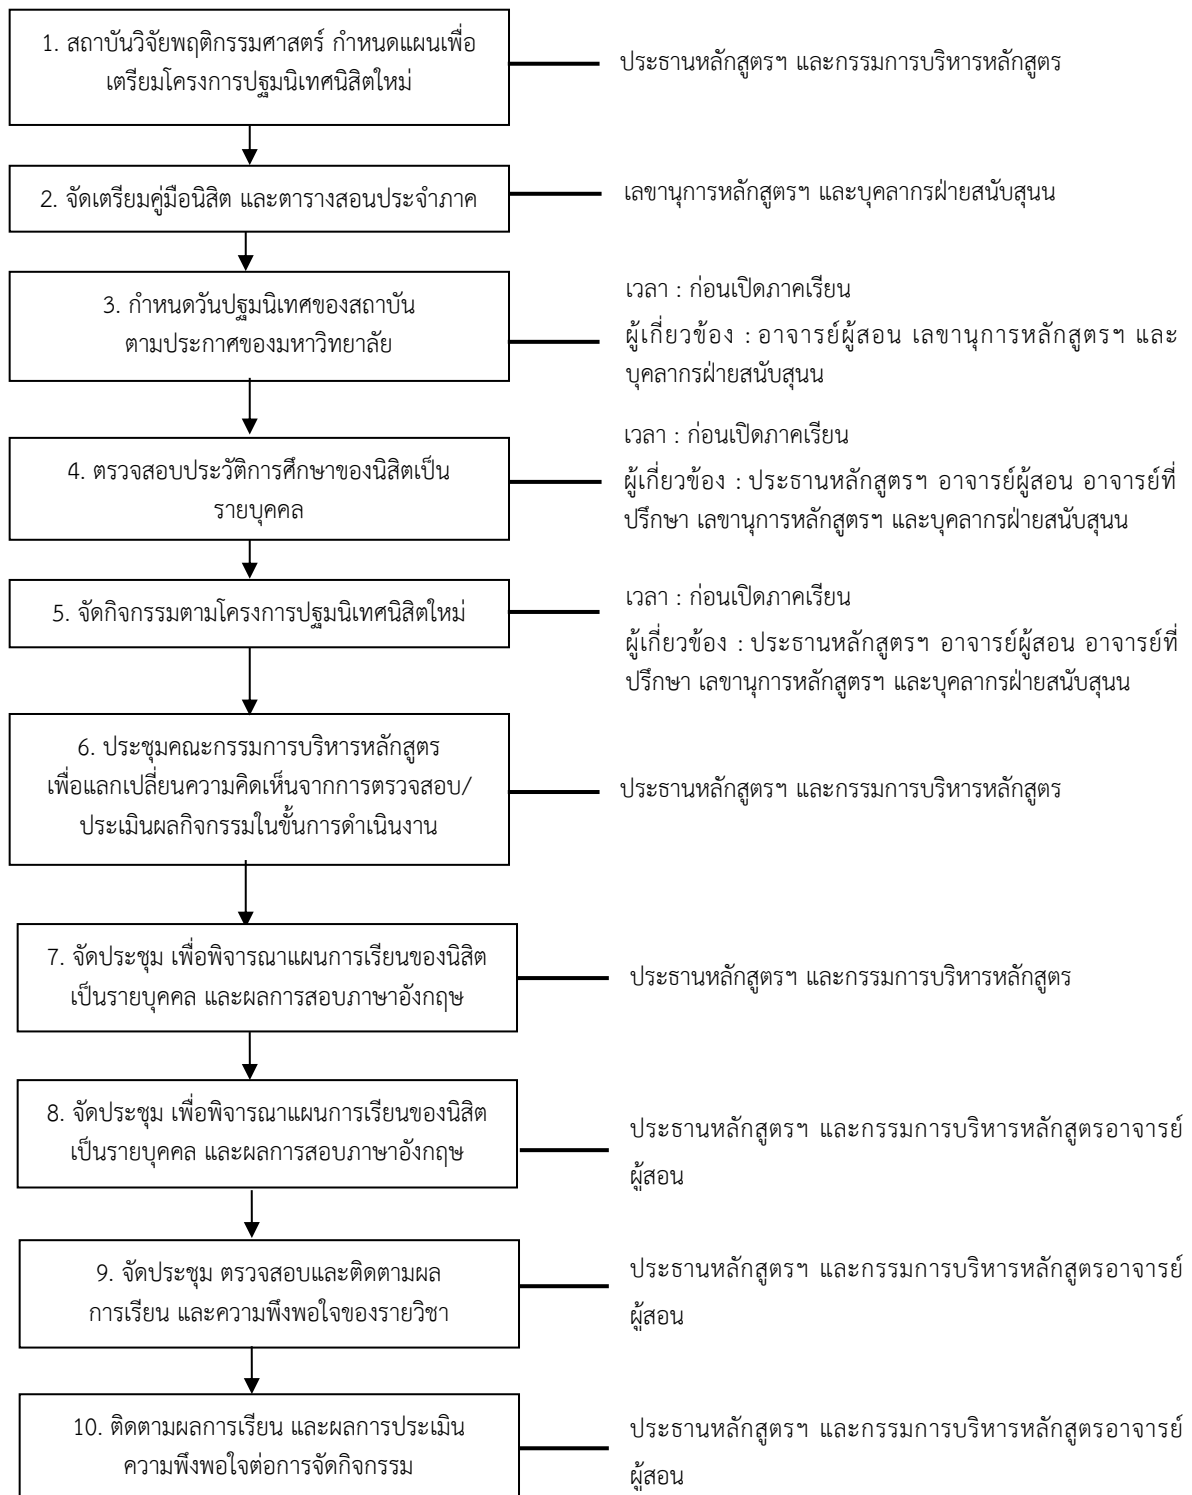 1. สถาบันวิจัยพฤติกรรมศาสตร์ กำหนดแผนเพื่อ
เตรียมโครงการปฐมนิเทศนิสิตใหม่
ประธานหลักสูตรฯ และกรรมการบริหารหลักสูตร
2. จัดเตรียมคู่มือนิสิต และตารางสอนประจำภาค
เลขานุการหลักสูตรฯ และบุคลากรฝ่ายสนับสุนน
3. กำหนดวันปฐมนิเทศของสถาบัน
ตามประกาศของมหาวิทยาลัย
เวลา : ก่อนเปิดภาคเรียน
ผู้เกี่ยวข้อง : อาจารย์ผู้สอน เลขานุการหลักสูตรฯ และ
บุคลากรฝ่ายสนับสุนน
4. ตรวจสอบประวัติการศึกษาของนิสิตเป็น
รายบุคคล
เวลา : ก่อนเปิดภาคเรียน
ผู้เกี่ยวข้อง : ประธานหลักสูตรฯ อาจารย์ผู้สอน อาจารย์ที่
ปรึกษา เลขานุการหลักสูตรฯ และบุคลากรฝ่ายสนับสุนน
5. จัดกิจกรรมตามโครงการปฐมนิเทศนิสิตใหม่
เวลา : ก่อนเปิดภาคเรียน
ผู้เกี่ยวข้อง : ประธานหลักสูตรฯ อาจารย์ผู้สอน อาจารย์ที่
ปรึกษา เลขานุการหลักสูตรฯ และบุคลากรฝ่ายสนับสุนน
6. ประชุมคณะกรรมการบริหารหลักสูตร
เพื่อแลกเปลี่ยนความคิดเห็นจากการตรวจสอบ/
ประเมินผลกิจกรรมในขั้นการดำเนินงาน
ประธานหลักสูตรฯ และกรรมการบริหารหลักสูตร
7. จัดประชุม เพื่อพิจารณาแผนการเรียนของนิสิต
เป็นรายบุคคล และผลการสอบภาษาอังกฤษ
ประธานหลักสูตรฯ และกรรมการบริหารหลักสูตร
8. จัดประชุม เพื่อพิจารณาแผนการเรียนของนิสิต
เป็นรายบุคคล และผลการสอบภาษาอังกฤษ
ประธานหลักสูตรฯ และกรรมการบริหารหลักสูตรอาจารย์
ผู้สอน
9. จัดประชุม ตรวจสอบและติดตามผล
การเรียน และความพึงพอใจของรายวิชา
ประธานหลักสูตรฯ และกรรมการบริหารหลักสูตรอาจารย์
ผู้สอน
10. ติดตามผลการเรียน และผลการประเมิน
ความพึงพอใจต่อการจัดกิจกรรม
ประธานหลักสูตรฯ และกรรมการบริหารหลักสูตรอาจารย์
ผู้สอน